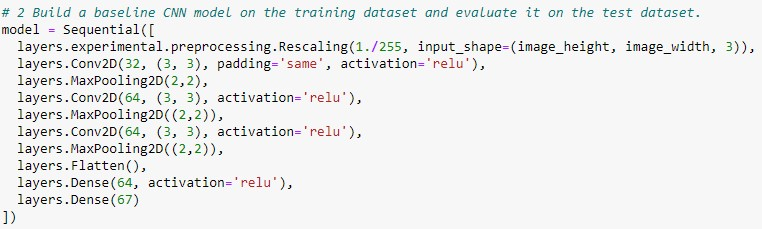 # 2 Build a baseline CNN model on the training dataset and evaluate it on the test dataset.
model = Sequential([
  layers.experimental.preprocessing.Rescaling(1./255, input_shape=(image_height, image_width, 3)),
  layers.Conv2D(32, (3, 3), padding='same', activation='relu'),
  layers.MaxPooling2D(2,2),
  layers.Conv2D(64, (3, 3), activation='relu'),
  layers.MaxPooling2D((2,2)),
  layers.Conv2D(64, (3, 3), activation='relu'),
  layers.MaxPooling2D((2,2)),
  layers.Flatten(),
  layers.Dense(64, activation='relu'),
  layers.Dense(67)
])